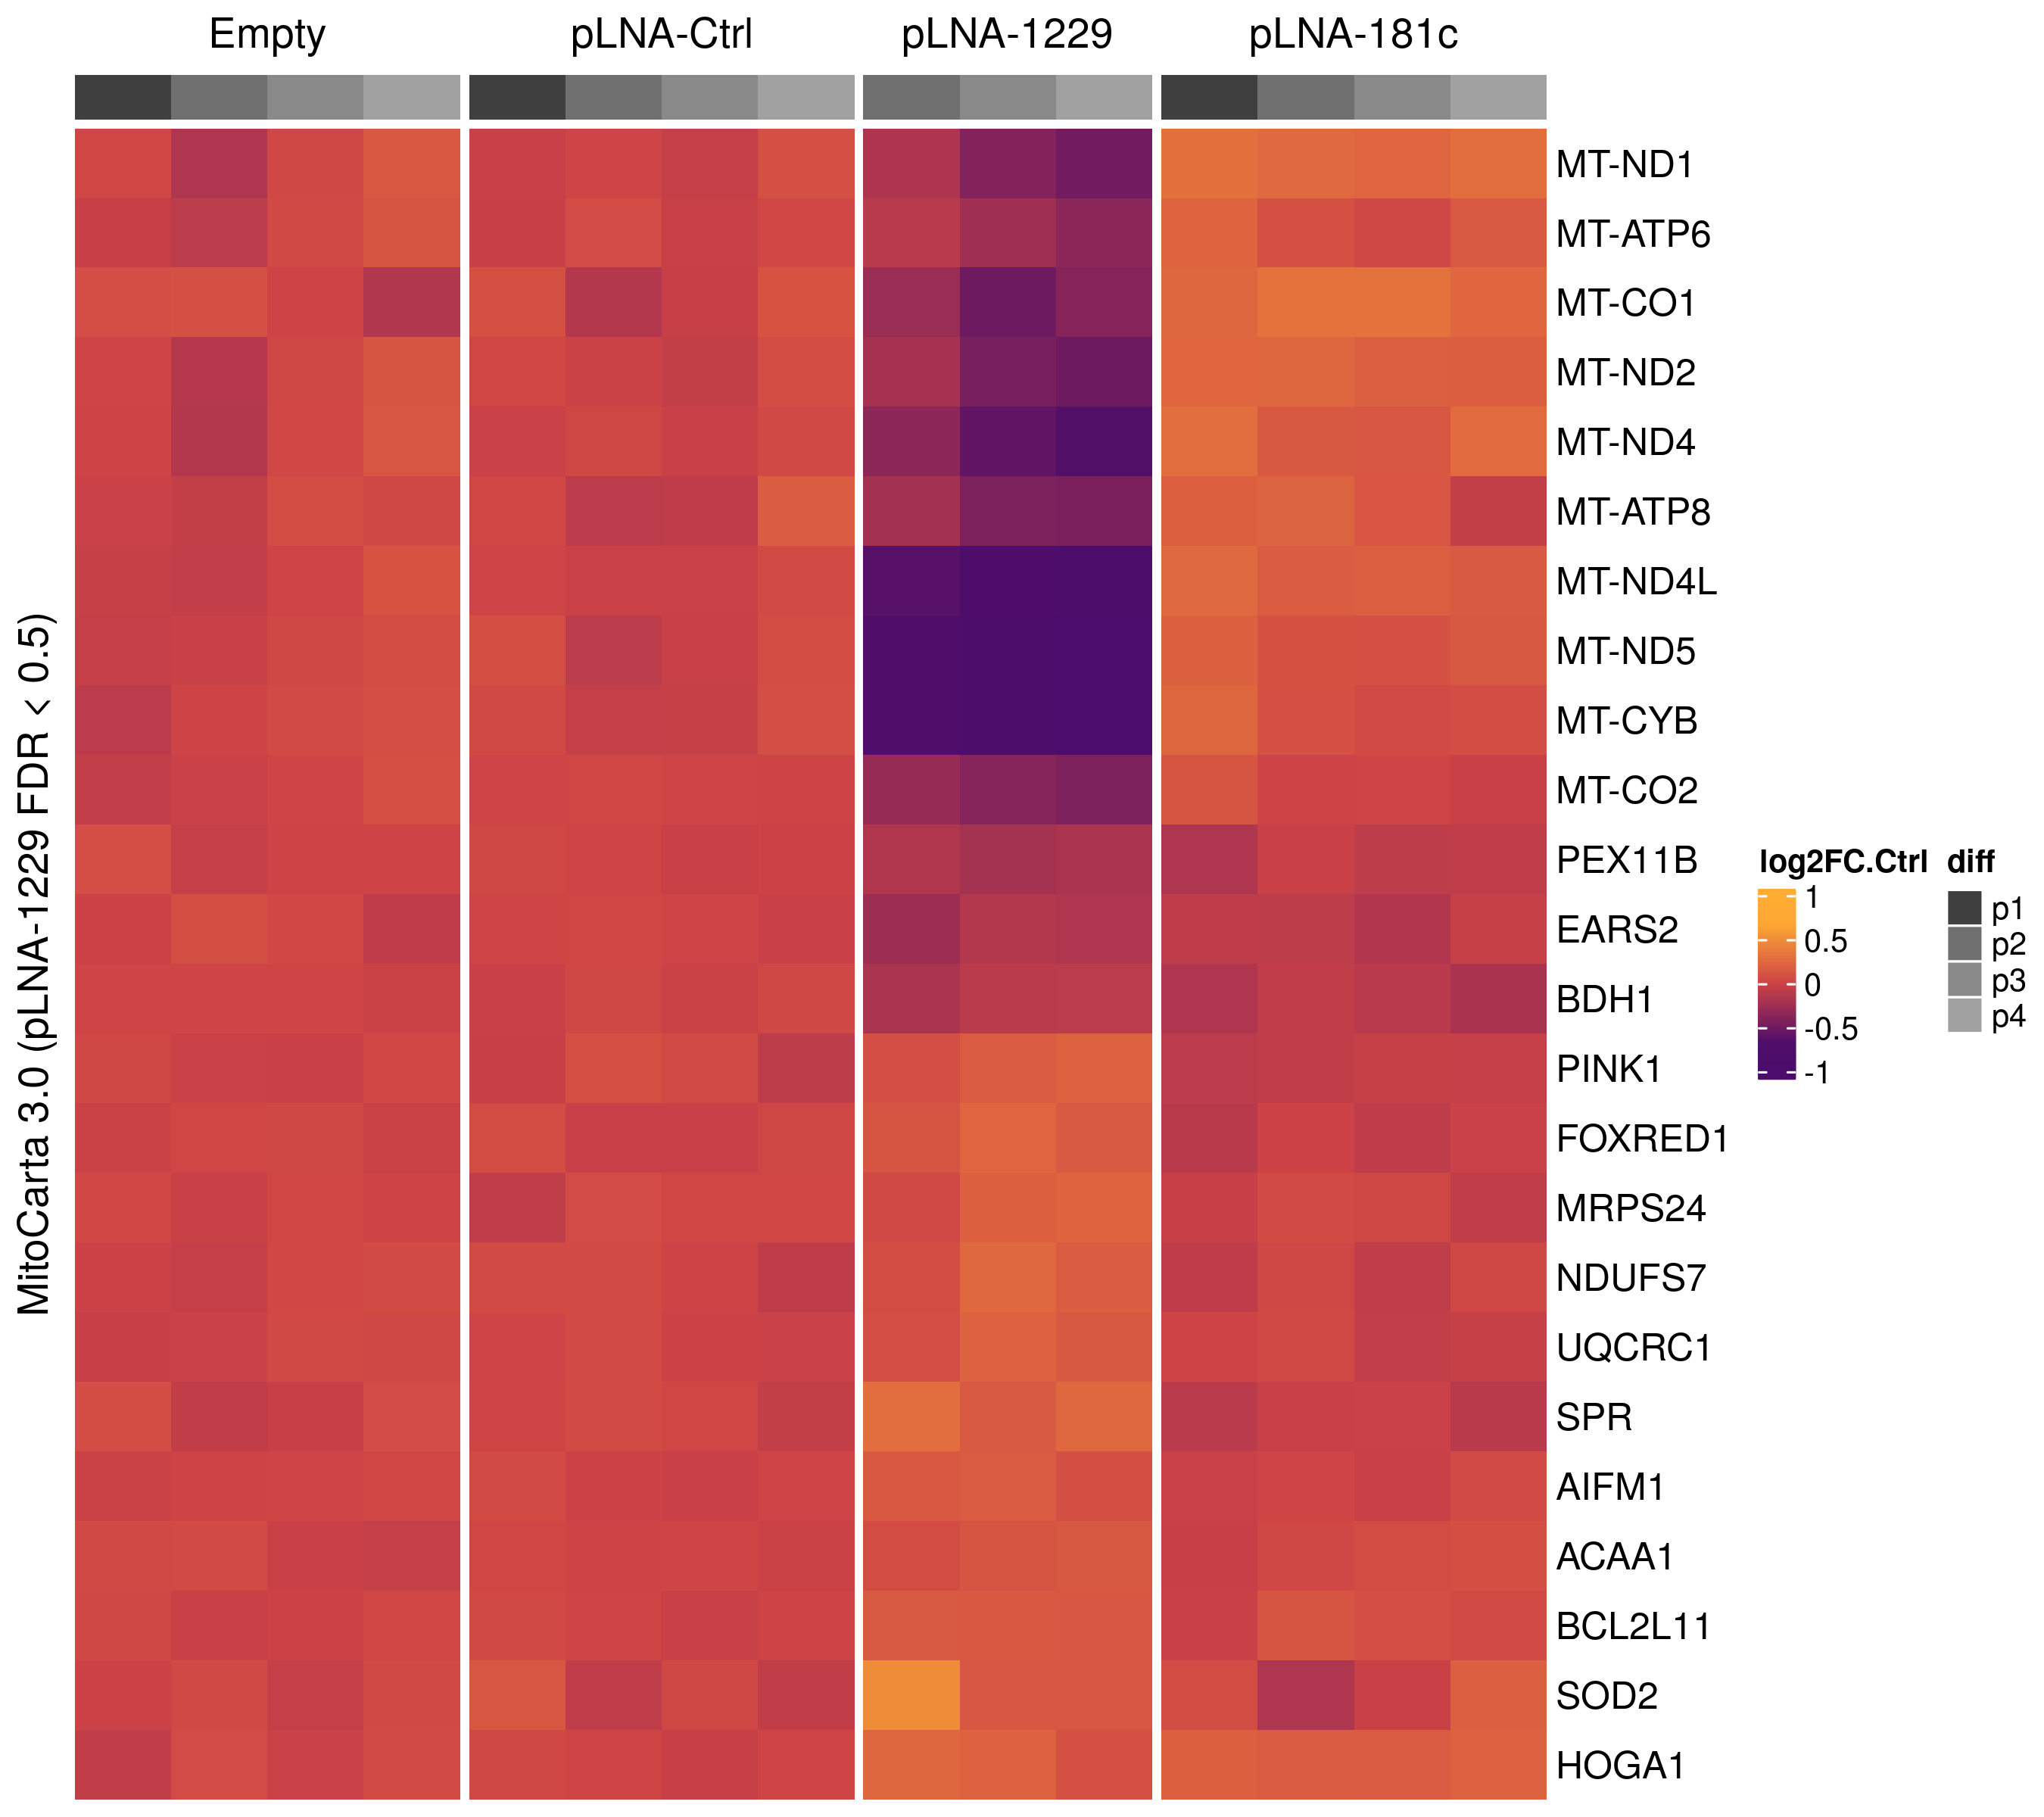 Empty
pLNA-Ctrl
pLNA-1229
pLNA-181c
MitoCarta 3.0 (pLNA-1229 FDR < 0.5)
MT-ND1
MT-ATP6
MT-CO1
MT-ND2
MT-ND4
MT-ATP8
MT-ND4L
MT-ND5
MT-CYB
MT-CO2
PEX11B
EARS2
BDH1
PINK1
FOXRED1
MRPS24
NDUFS7
UQCRC1
SPR
AIFM1
ACAA1
BCL2L11
SOD2
HOGA1
log2FC.Ctrl
1
0.5
0
-0.5
-1
diff
p1
p2
p3
p4